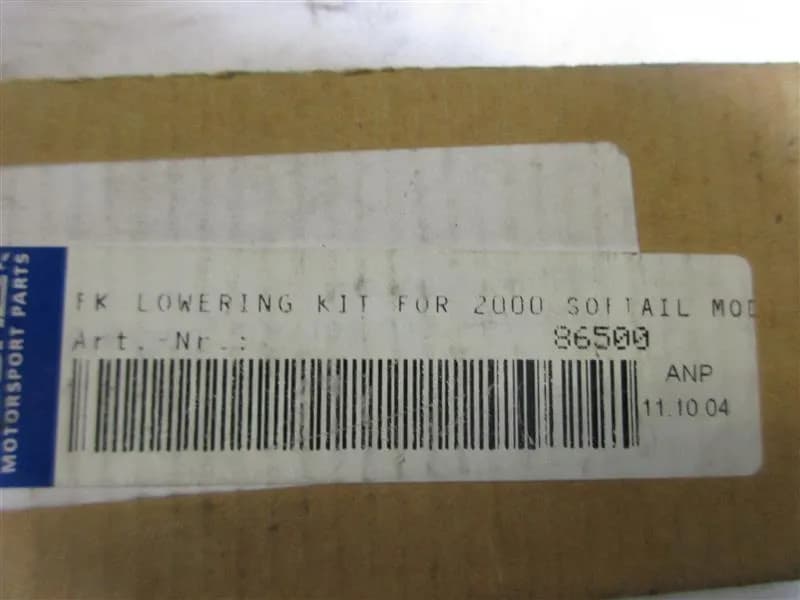 FK LOWERING KIT FOR 2000 SOFTAIL MOD
Art.-Nr.: 86500
ANP
11.10.04
MOTORSPORT PARTS